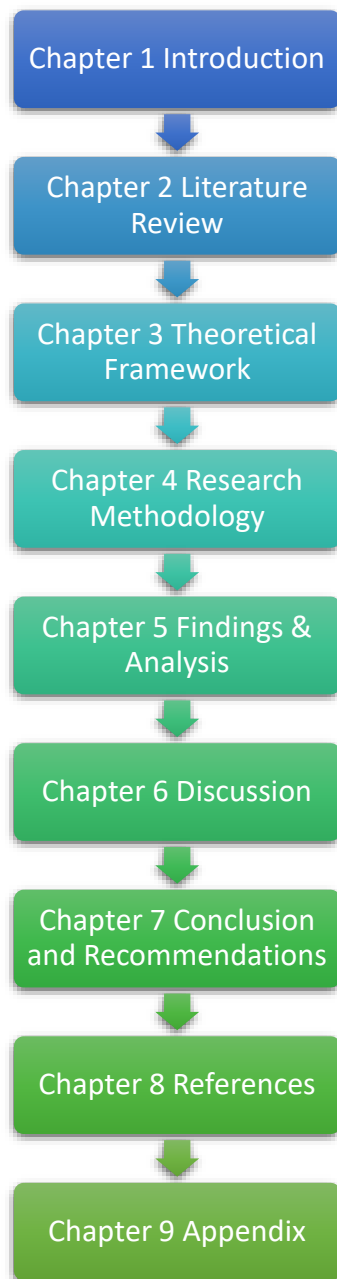 Chapter 1 Introduction
Chapter 2 Literature
Review
Chapter 3 Theoretical
Framework
Chapter 4 Research
Methodology
Chapter 5 Findings &
Analysis
Chapter 6 Discussion
Chapter 7 Conclusion
and Recommendations
Chapter 8 References
Chapter 9 Appendix